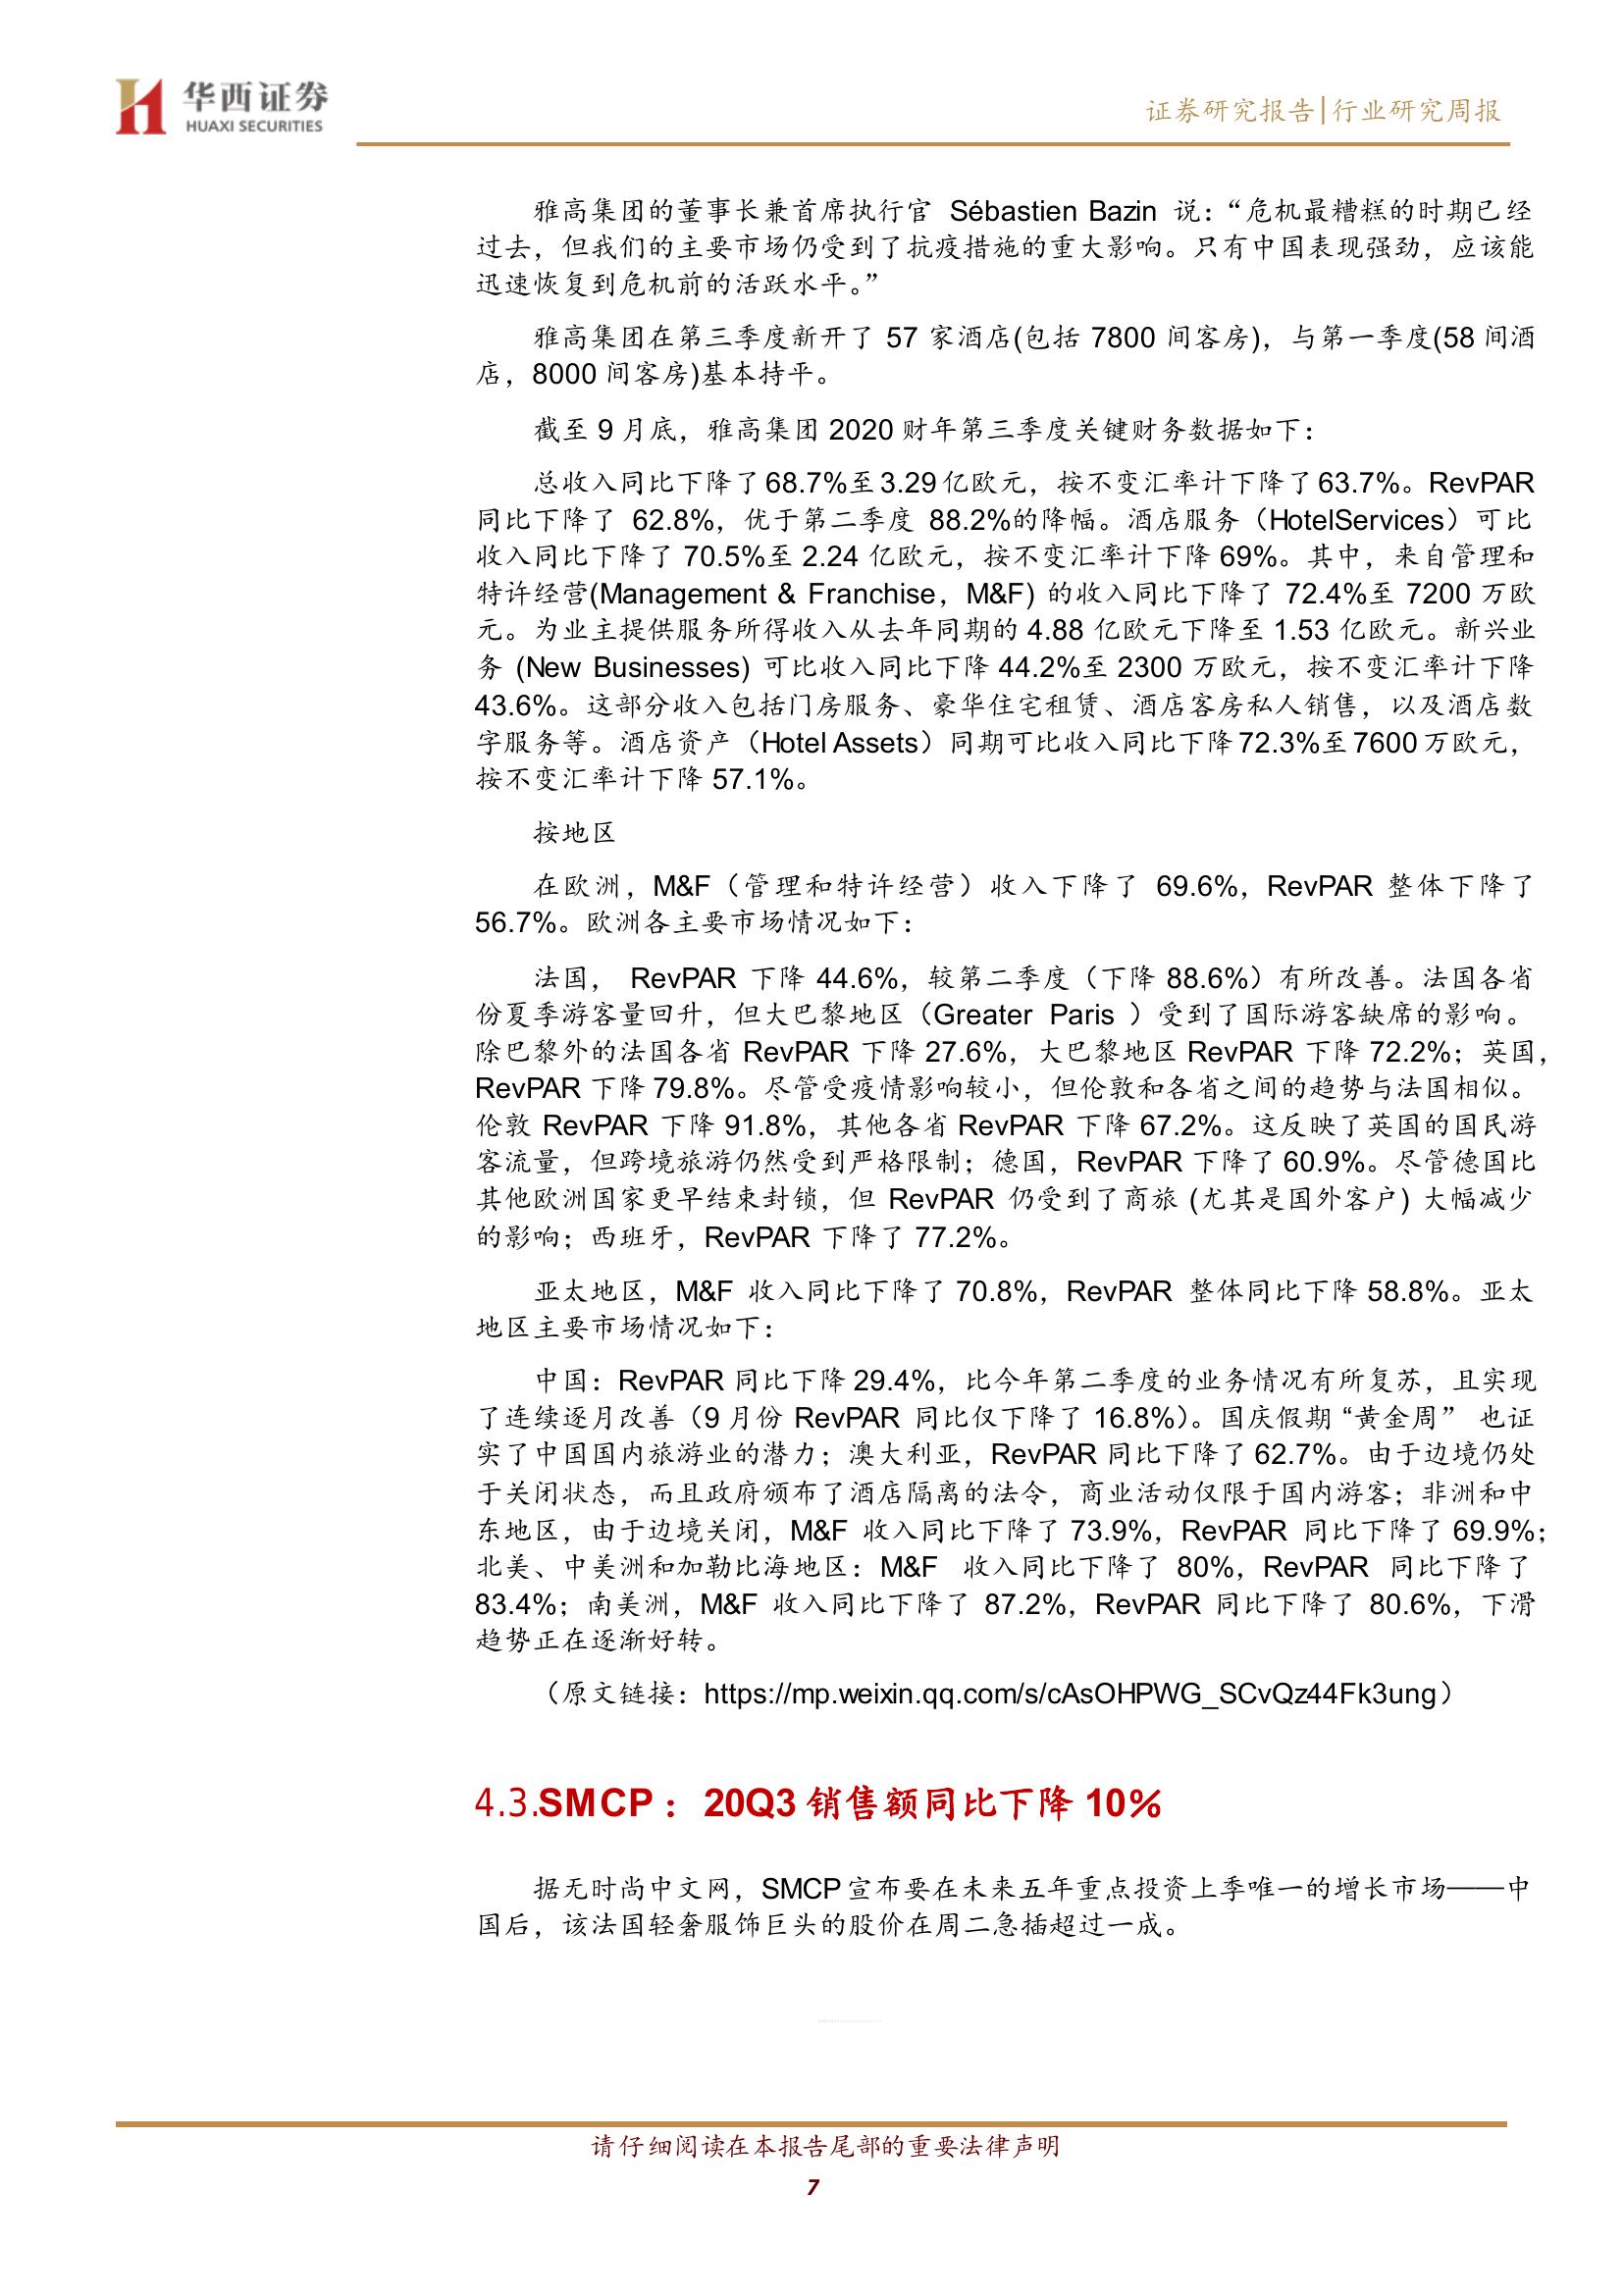 华西证券
HUAXI SECURITIES
证券研究报告|行业研究周报
雅高集团的董事长兼首席执行官 Sébastien Bazin 说：“危机最糟糕的时期已经
过去，但我们的主要市场仍受到了抗疫措施的重大影响。只有中国表现强劲，应该能
迅速恢复到危机前的活跃水平。”
雅高集团在第三季度新开了 57 家酒店(包括 7800 间客房)，与第一季度(58 间酒
店，8000 间客房)基本持平。
截至 9 月底，雅高集团 2020 财年第三季度关键财务数据如下：
总收入同比下降了 68.7%至 3.29 亿欧元，按不变汇率计下降了 63.7%。RevPAR
同比下降了 62.8%，优于第二季度 88.2%的降幅。酒店服务（HotelServices）可比
收入同比下降了 70.5%至 2.24 亿欧元，按不变汇率计下降 69%。其中，来自管理和
特许经营(Management & Franchise，M&F) 的收入同比下降了 72.4%至 7200 万欧
元。为业主提供服务所得收入从去年同期的 4.88 亿欧元下降至 1.53 亿欧元。新兴业
务 (New Businesses) 可比收入同比下降 44.2%至 2300 万欧元，按不变汇率计下降
43.6%。这部分收入包括门房服务、豪华住宅租赁、酒店客房私人销售，以及酒店数
字服务等。酒店资产（Hotel Assets）同期可比收入同比下降 72.3%至 7600 万欧元，
按不变汇率计下降 57.1%。
按地区
在欧洲，M&F（管理和特许经营）收入下降了 69.6%，RevPAR 整体下降了
56.7%。欧洲各主要市场情况如下：
法国， RevPAR 下降 44.6%，较第二季度（下降 88.6%）有所改善。法国各省
份夏季游客量回升，但大巴黎地区（Greater Paris ）受到了国际游客缺席的影响。
除巴黎外的法国各省 RevPAR 下降 27.6%，大巴黎地区 RevPAR 下降 72.2%；英国，
RevPAR 下降 79.8%。尽管受疫情影响较小，但伦敦和各省之间的趋势与法国相似。
伦敦 RevPAR 下降 91.8%，其他各省 RevPAR 下降 67.2%。这反映了英国的国民游
客流量，但跨境旅游仍然受到严格限制；德国，RevPAR 下降了 60.9%。尽管德国比
其他欧洲国家更早结束封锁，但 RevPAR 仍受到了商旅 (尤其是国外客户) 大幅减少
的影响；西班牙，RevPAR 下降了 77.2%。
亚太地区，M&F 收入同比下降了 70.8%，RevPAR 整体同比下降 58.8%。亚太
地区主要市场情况如下：
中国：RevPAR 同比下降 29.4%，比今年第二季度的业务情况有所复苏，且实现
了连续逐月改善（9 月份 RevPAR 同比仅下降了 16.8%）。国庆假期 “黄金周” 也证
实了中国国内旅游业的潜力；澳大利亚，RevPAR 同比下降了 62.7%。由于边境仍处
于关闭状态，而且政府颁布了酒店隔离的法令，商业活动仅限于国内游客；非洲和中
东地区，由于边境关闭，M&F 收入同比下降了 73.9%，RevPAR 同比下降了 69.9%；
北美、中美洲和加勒比海地区：M&F 收入同比下降了 80%，RevPAR 同比下降了
83.4%；南美洲，M&F 收入同比下降了 87.2%，RevPAR 同比下降了 80.6%，下滑
趋势正在逐渐好转。
（原文链接：https://mp.weixin.qq.com/s/cAsOHPWG_SCvQz44Fk3ung）
4.3.SMCP：20Q3 销售额同比下降 10%
据无时尚中文网，SMCP 宣布要在未来五年重点投资上季唯一的增长市场——中
国后，该法国轻奢服饰巨头的股价在周二急插超过一成。
请仔细阅读在本报告尾部的重要法律声明
7